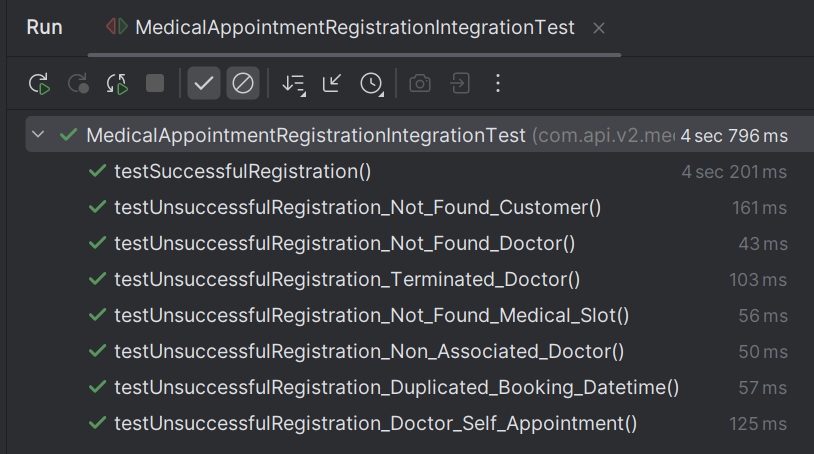 Run MedicalAppointmentRegistrationIntegrationTest
MedicalAppointmentRegistrationIntegrationTest (com.api.v2.me 4 sec 796 ms
testSuccessfulRegistration() 4 sec 201 ms
testUnsuccessfulRegistration_Not_Found_Customer() 161 ms
testUnsuccessfulRegistration_Not_Found_Doctor() 43 ms
testUnsuccessfulRegistration_Terminated_Doctor() 103 ms
testUnsuccessfulRegistration_Not_Found_Medical_Slot() 56 ms
testUnsuccessfulRegistration_Non_Associated_Doctor() 50 ms
testUnsuccessfulRegistration_Duplicated_Booking_Datetime() 57 ms
testUnsuccessfulRegistration_Doctor_Self_Appointment() 125 ms